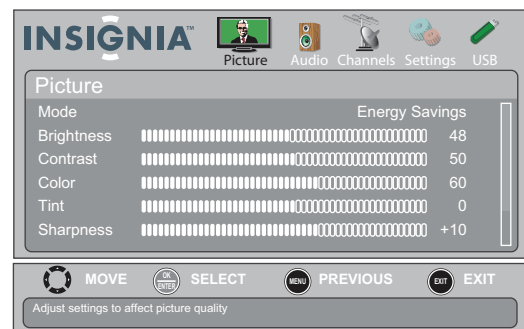 INSIGNIA™
Picture Audio Channels Settings USB
Picture
Mode Energy Savings
Brightness 48
Contrast 50
Color 60
Tint 0
Sharpness +10
MOVE OK ENTER SELECT MENU PREVIOUS EXIT EXIT
Adjust settings to affect picture quality